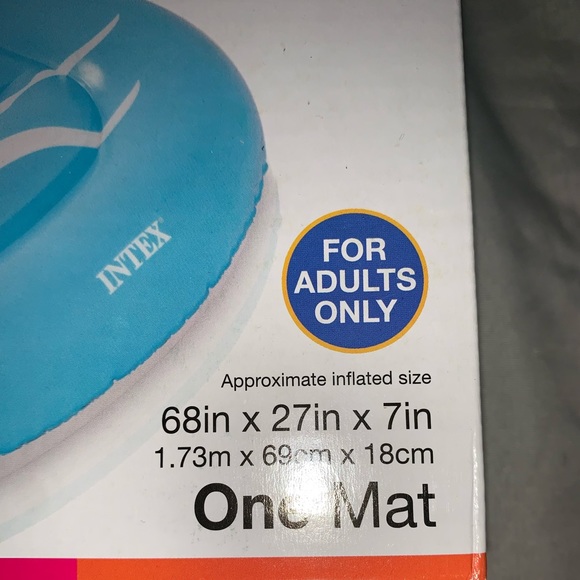 INTEX
FOR
ADULTS
ONLY
Approximate inflated size
68in x 27in x 7in
1.73m x 69cm x 18cm
One Mat